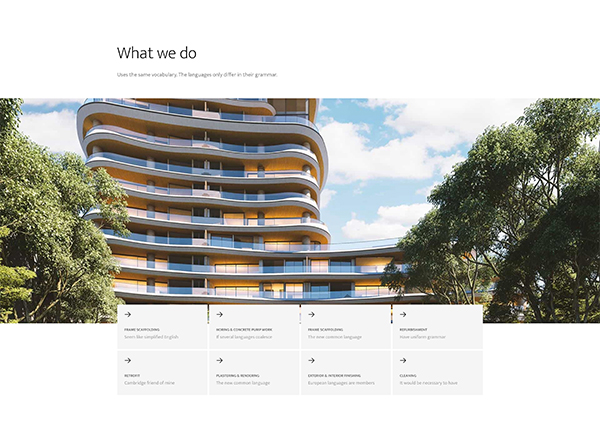 What we do
Uses the same vocabulary. The languages only differ in their grammar.
FRAME SCAFFOLDING
Seem like simplified English
MIXING & CONCRETE PUMP WORK
If several languages coalesce
FRAME SCAFFOLDING
The new common language
REFURBISHMENT
More uniform grammar
RETROFIT
Cambridge friend of mine
PLASTERING & RENDERING
The new common language
EXTERIOR & INTERIOR FINISHING
European languages are members
CLEANING
It would be necessary to have